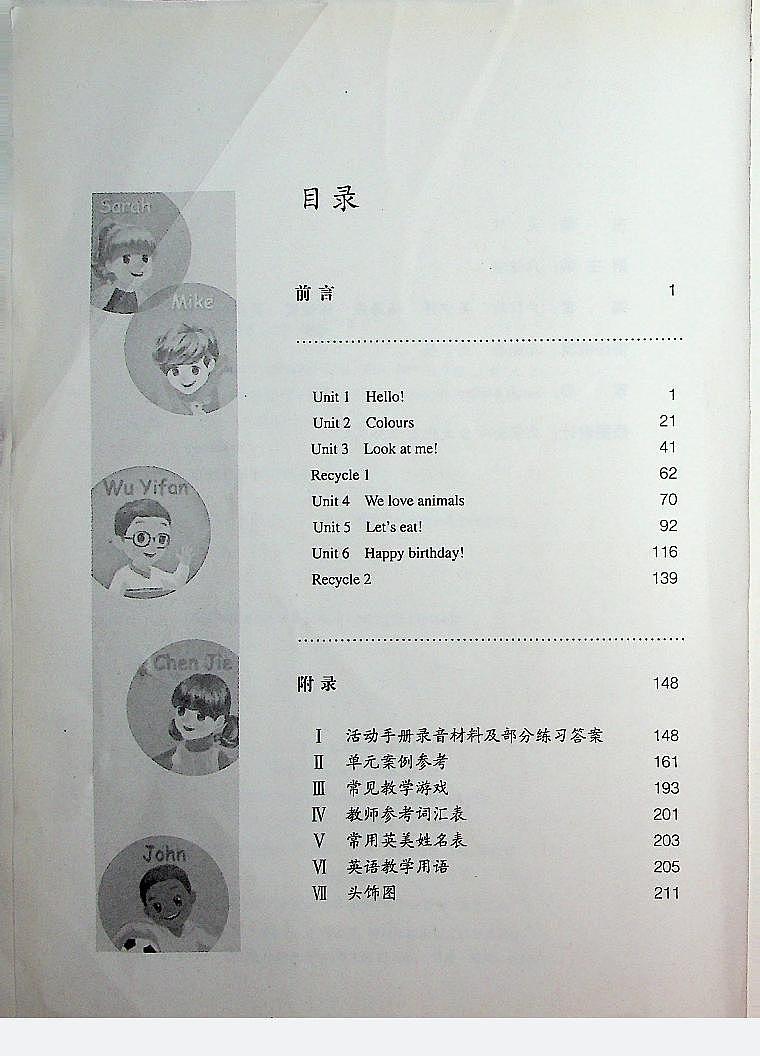 目录
前言 1
Unit 1 Hello! 1
Unit 2 Colours 21
Unit 3 Look at me! 41
Recycle 1 62
Unit 4 We love animals 70
Unit 5 Let's eat! 92
Unit 6 Happy birthday! 116
Recycle 2 139
附录 148
Ⅰ 活动手册录音材料及部分练习答案 148
Ⅱ 单元案例参考 161
Ⅲ 常见教学游戏 193
Ⅳ 教师参考词汇表 201
Ⅴ 常用英美姓名表 203
Ⅵ 英语教学用语 205
Ⅶ 头饰图 211
Sarah
Mike
Wu Yifan
Chen Jie
John